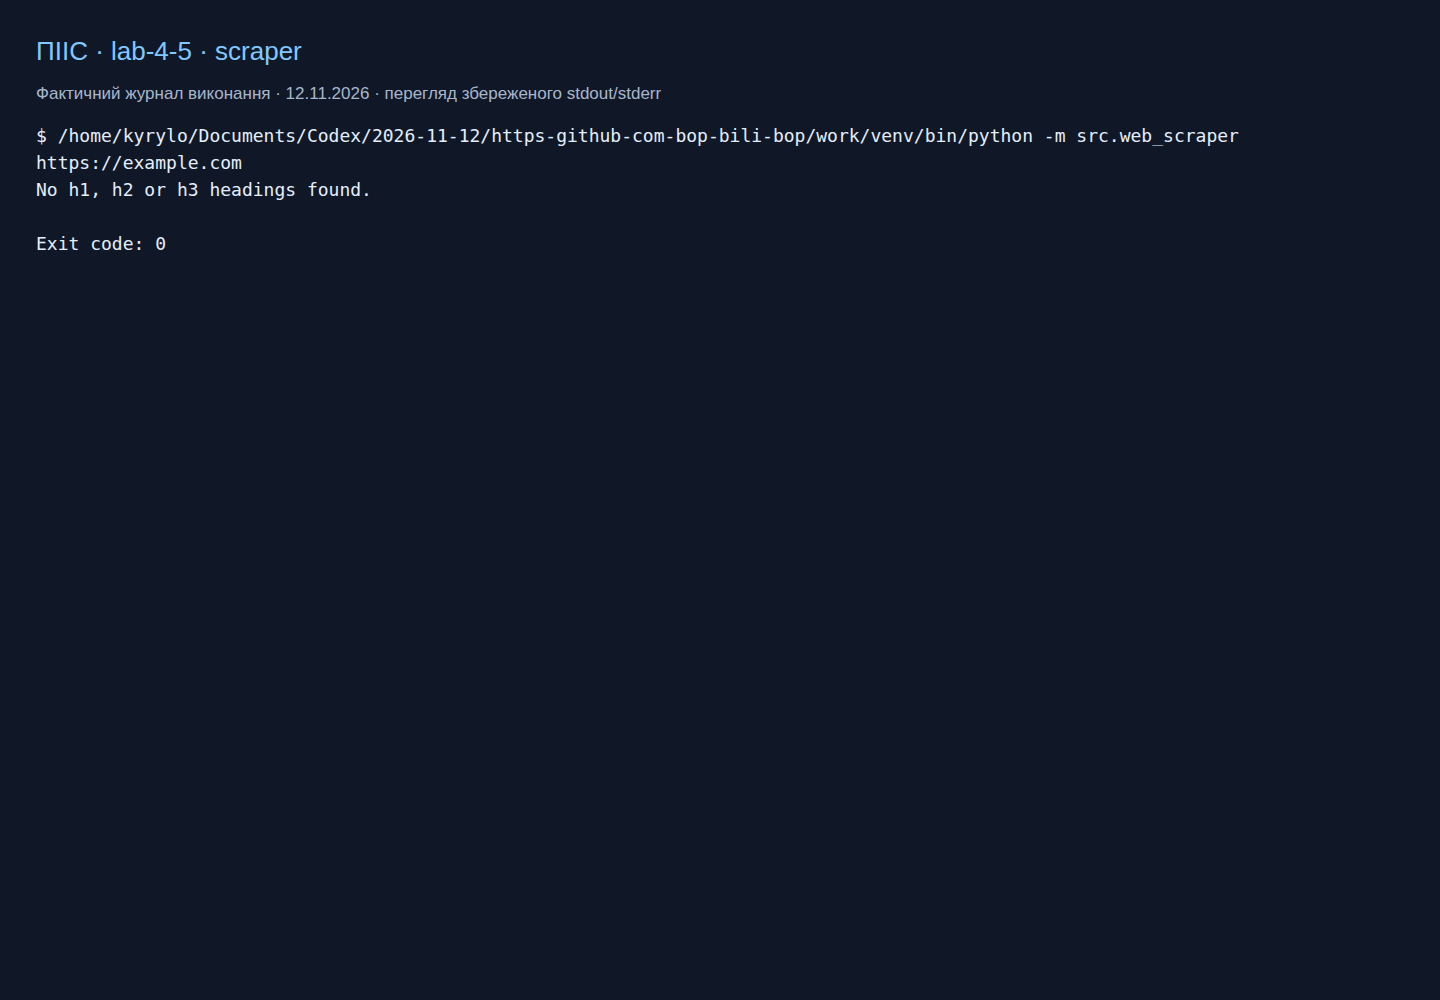 ПІІС · lab-4-5 · scraper
Фактичний журнал виконання · 12.11.2026 · перегляд збереженого stdout/stderr
$ /home/kyrylo/Documents/Codex/2026-11-12/https-github-com-bop-bili-bop/work/venv/bin/python -m src.web_scraper
https://example.com
No h1, h2 or h3 headings found.
Exit code: 0